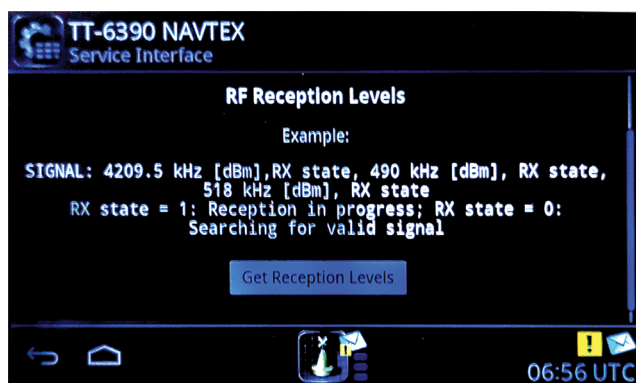 TT-6390 NAVTEX
Service Interface
RF Reception Levels
Example:
SIGNAL: 4209.5 kHz [dBm],RX state, 490 kHz [dBm], RX state,
518 kHz [dBm], RX state
RX state = 1: Reception in progress; RX state = 0:
Searching for valid signal
Get Reception Levels
06:56 UTC